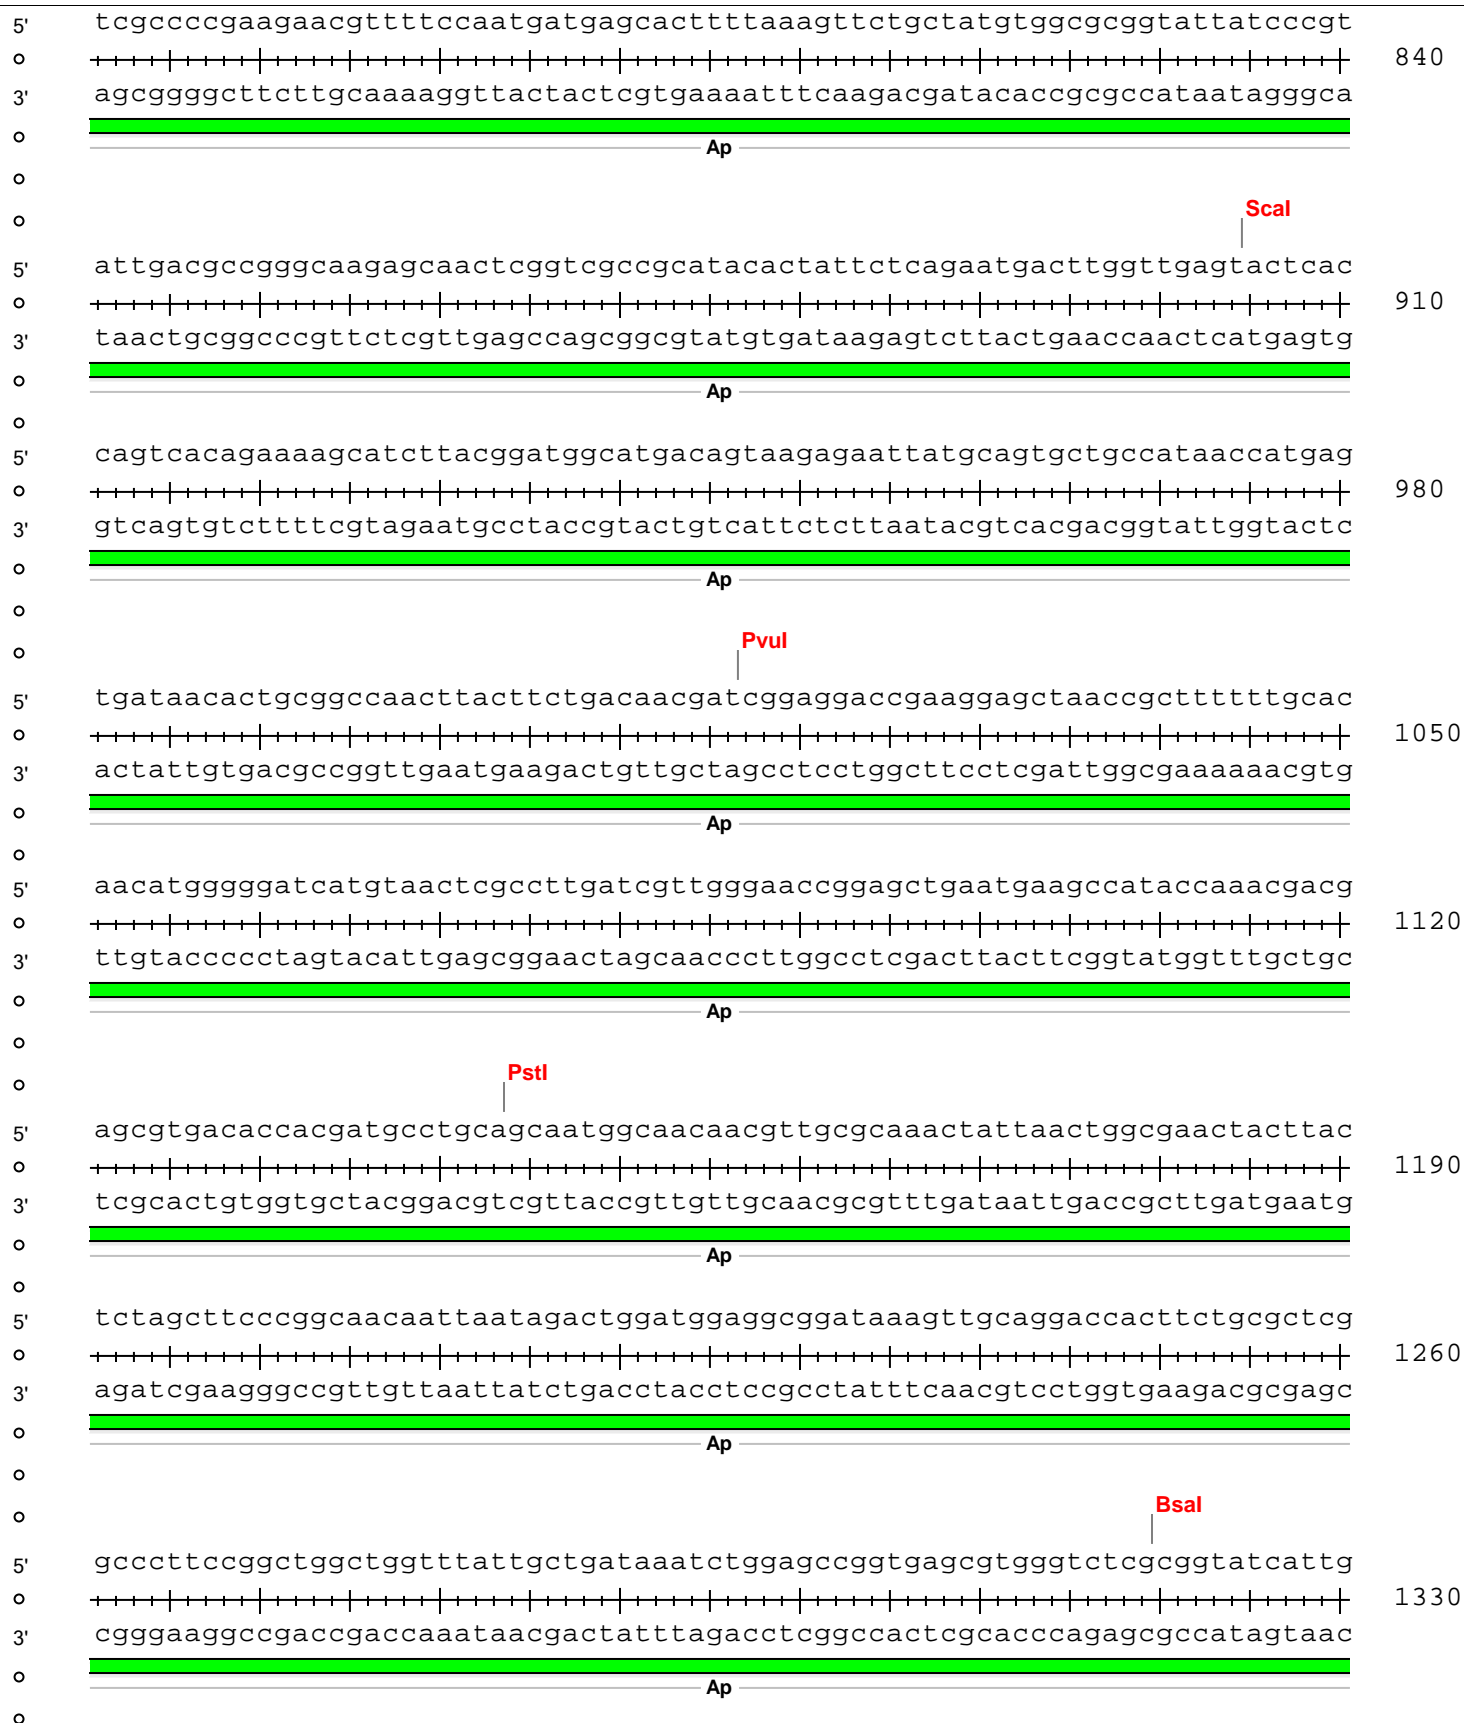 5' tcgccccgaagaacgttttccaatgatgagcacttttaaagttctgctatgtggcgcggtattatcccgt
840
3' agcggggcttcttgcaaaaggttactactcgtgaaaatttcaagacgatacaccgcgccataatagggca
Ap
ScaI
5' attgacgccgggcaagagcaactcggtcgccgcatacactattctcagaatgacttggttgagtactcac
910
3' taactgcggcccgttctcgttgagccagcggcgtatgtgataagagtcttactgaaccaactcatgagtg
Ap
5' cagtcacagaaaagcatcttacggatggcatgacagtaagagaattatgcagtgctgccataaccatgag
980
3' gtcagtgtcttttcgtagaatgcctaccgtactgtcattctcttaatacgtcacgacggtattggtactc
Ap
PvuI
5' tgataacactgcggccaacttacttctgacaacgatcggaggaccgaaggagctaaccgcttttttgcac
1050
3' actattgtgacgccggttgaatgaagactgttgctagcctcctggcttcctcgattggcgaaaaaacgtg
Ap
5' aacatgggggatcatgtaactcgccttgatcgttgggaaccggagctgaatgaagccataccaaacgacg
1120
3' ttgtaccccctagtacattgagcggaactagcaacccttggcctcgacttacttcggtatggtttgctgc
Ap
PstI
5' agcgtgacaccacgatgcctgcagcaatggcaacaacgttgcgcaaactattaactggcgaactacttac
1190
3' tcgcactgtggtgctacggacgtcgttaccgttgttgcaacgcgtttgataattgaccgcttgatgaatg
Ap
5' tctagcttcccggcaacaattaatagactggatggaggcggataaagttgcaggaccacttctgcgctcg
1260
3' agatcgaagggccgttgttaattatctgacctacctccgcctatttcaacgtcctggtgaagacgcgagc
Ap
BsaI
5' gcccttccggctggctggtttattgctgataaatctggagccggtgagcgtgggtctcgcggtatcattg
1330
3' cgggaaggccgaccgaccaaataacgactatttagacctcggccactcgcacccagagcgccatagtaac
Ap